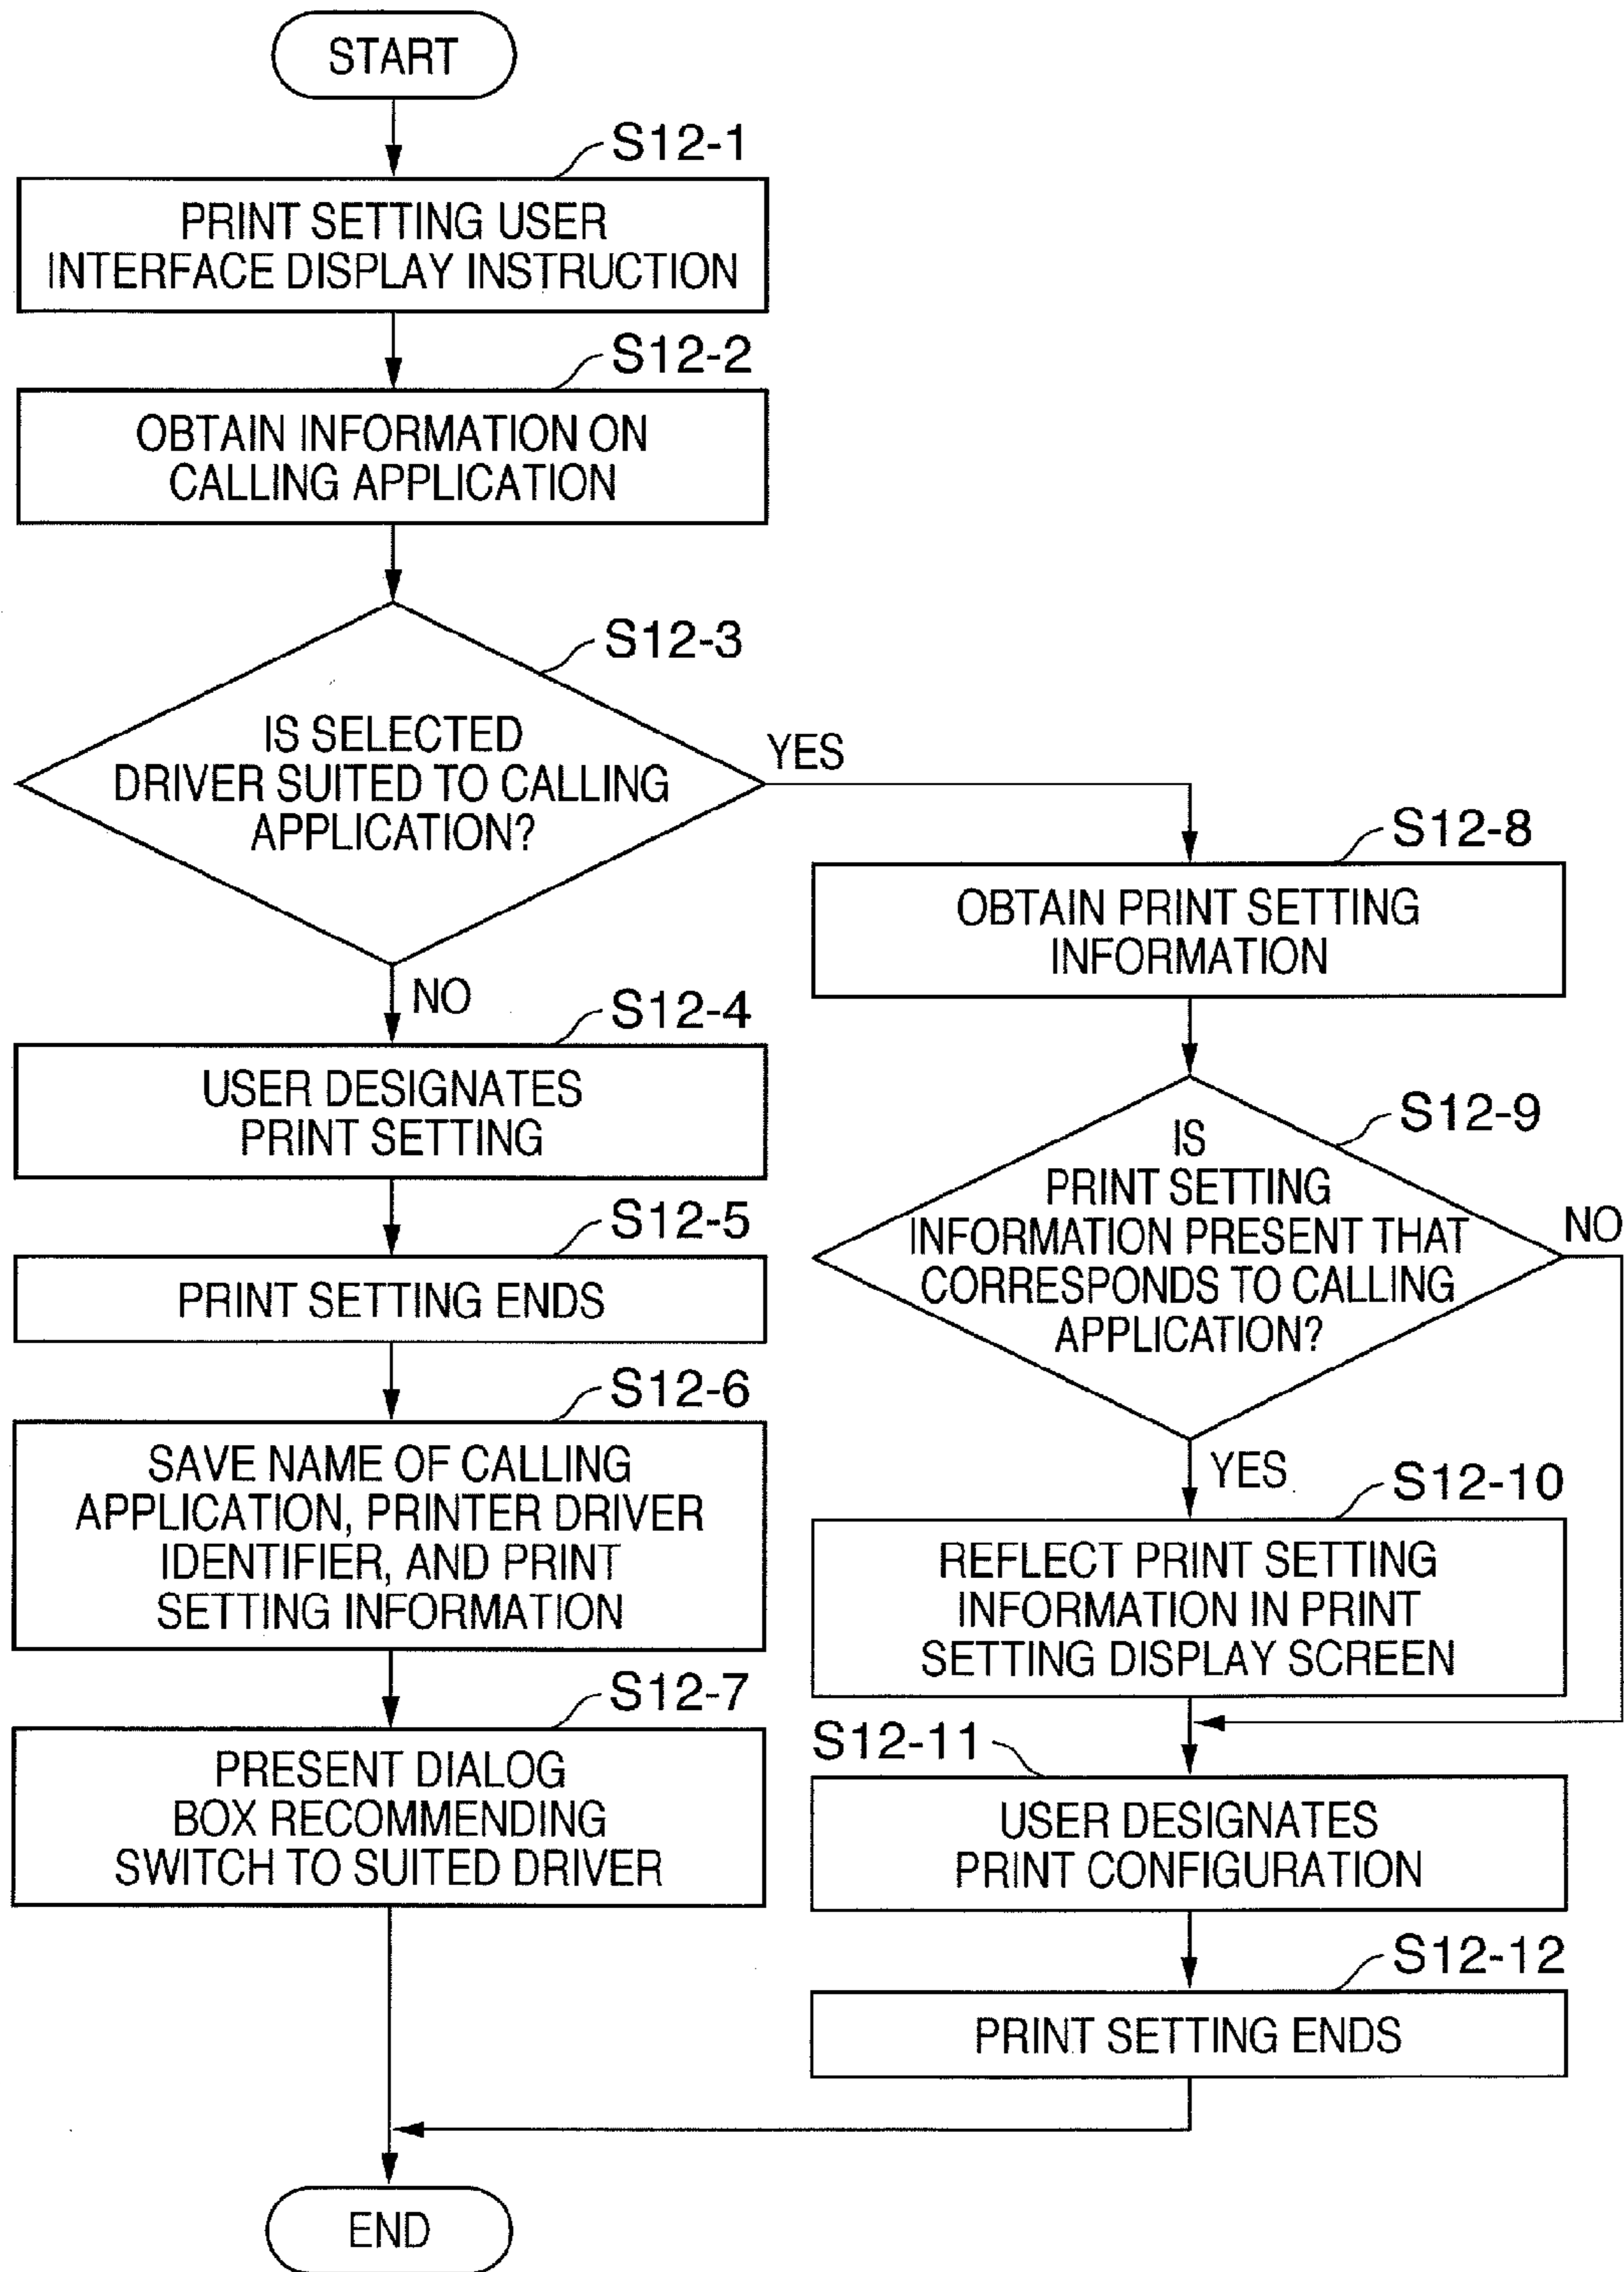 START
S12-1
PRINT SETTING USER
INTERFACE DISPLAY INSTRUCTION
S12-2
OBTAIN INFORMATION ON
CALLING APPLICATION
S12-3
IS SELECTED
DRIVER SUITED TO CALLING
APPLICATION?
YES
NO
S12-4
USER DESIGNATES
PRINT SETTING
S12-5
PRINT SETTING ENDS
S12-6
SAVE NAME OF CALLING
APPLICATION, PRINTER DRIVER
IDENTIFIER, AND PRINT
SETTING INFORMATION
S12-7
PRESENT DIALOG
BOX RECOMMENDING
SWITCH TO SUITED DRIVER
S12-8
OBTAIN PRINT SETTING
INFORMATION
S12-9
IS
PRINT SETTING
INFORMATION PRESENT THAT
CORRESPONDS TO CALLING
APPLICATION?
NO
YES
S12-10
REFLECT PRINT SETTING
INFORMATION IN PRINT
SETTING DISPLAY SCREEN
S12-11
USER DESIGNATES
PRINT CONFIGURATION
S12-12
PRINT SETTING ENDS
END